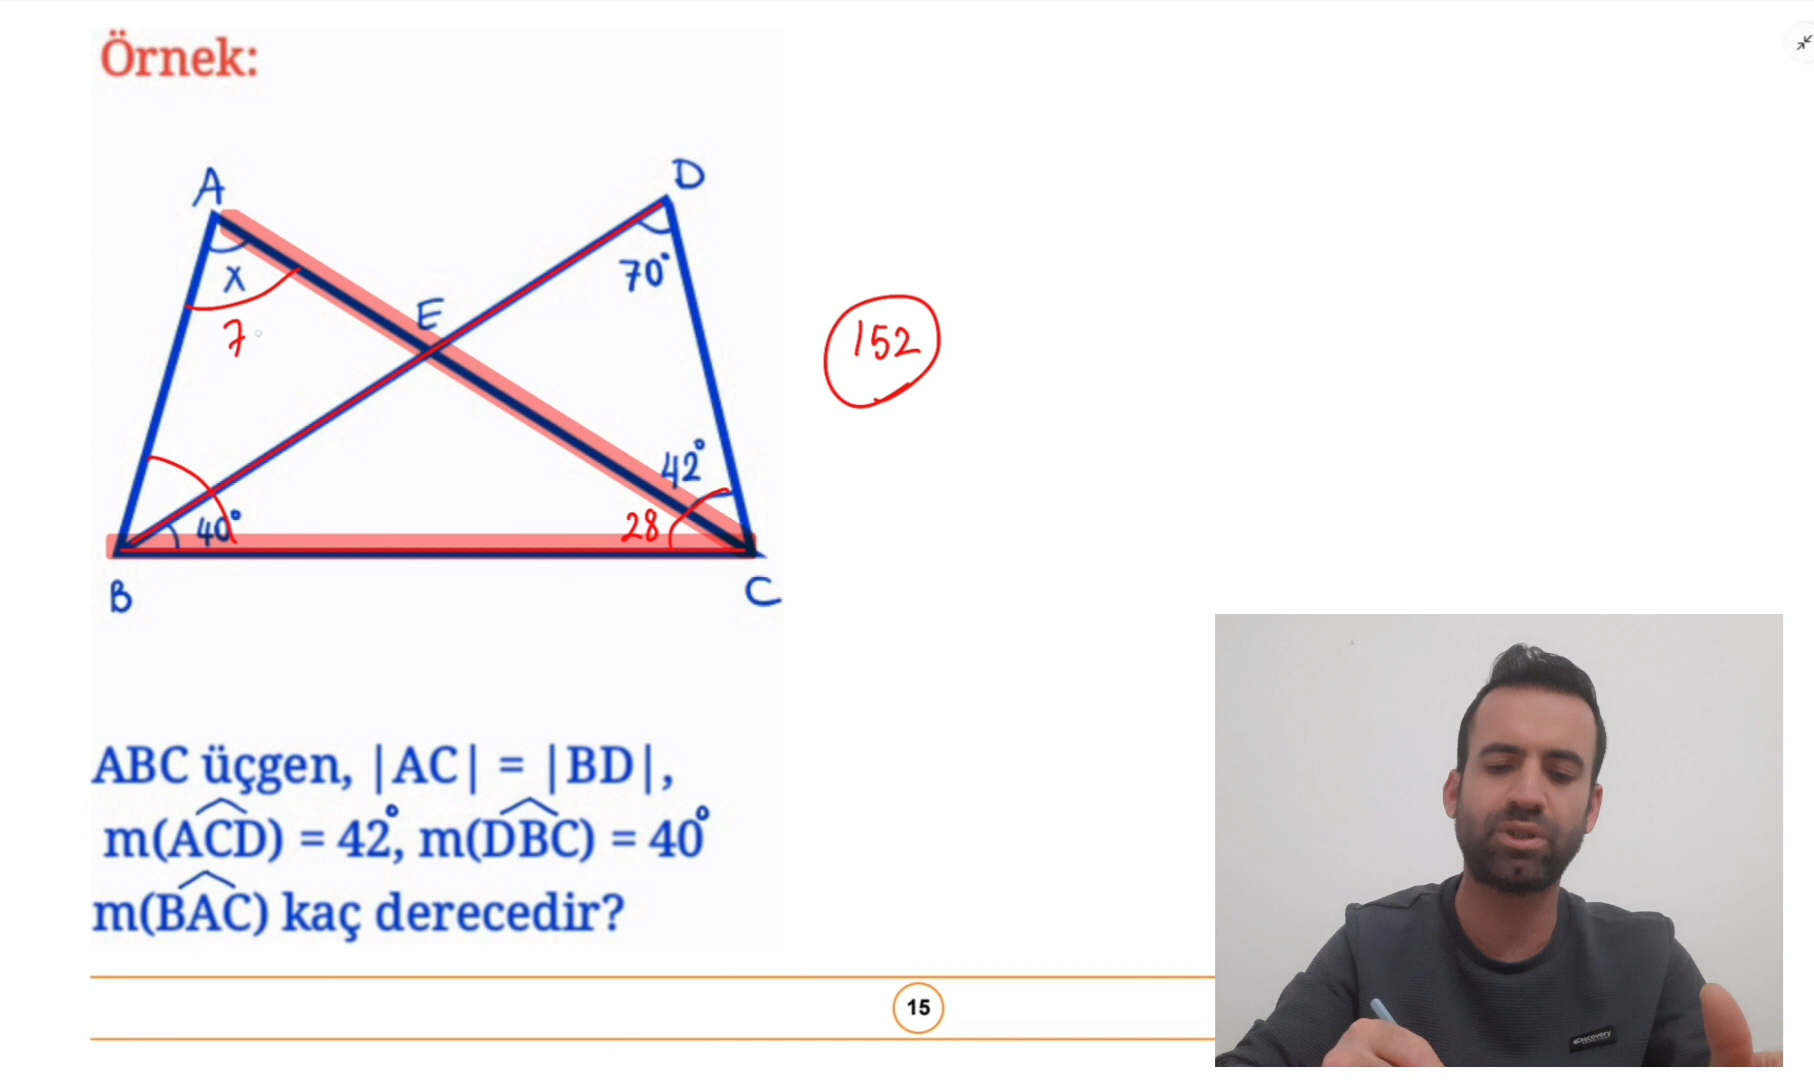 Örnek:
A
D
x
70°
7
E
152
42°
40°
28
B
C
ABC üçgen, |AC| = |BD|,
m(ACD) = 42°, m(DBC) = 40°
m(BAC) kaç derecedir?
15
Discovery